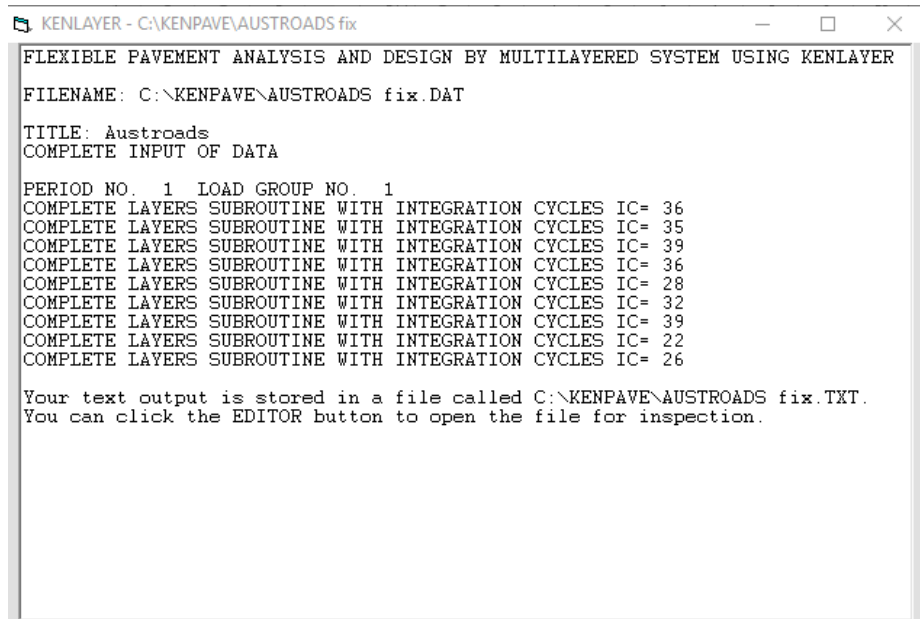 KENLAYER - C:\KENPAVE\AUSTROADS fix
FLEXIBLE PAVEMENT ANALYSIS AND DESIGN BY MULTILAYERED SYSTEM USING KENLAYER
FILENAME: C:\KENPAVE\AUSTROADS fix.DAT
TITLE: Austroads
COMPLETE INPUT OF DATA
PERIOD NO. 1 LOAD GROUP NO. 1
COMPLETE LAYERS SUBROUTINE WITH INTEGRATION CYCLES IC= 36
COMPLETE LAYERS SUBROUTINE WITH INTEGRATION CYCLES IC= 35
COMPLETE LAYERS SUBROUTINE WITH INTEGRATION CYCLES IC= 39
COMPLETE LAYERS SUBROUTINE WITH INTEGRATION CYCLES IC= 36
COMPLETE LAYERS SUBROUTINE WITH INTEGRATION CYCLES IC= 28
COMPLETE LAYERS SUBROUTINE WITH INTEGRATION CYCLES IC= 32
COMPLETE LAYERS SUBROUTINE WITH INTEGRATION CYCLES IC= 39
COMPLETE LAYERS SUBROUTINE WITH INTEGRATION CYCLES IC= 22
COMPLETE LAYERS SUBROUTINE WITH INTEGRATION CYCLES IC= 26
Your text output is stored in a file called C:\KENPAVE\AUSTROADS fix.TXT.
You can click the EDITOR button to open the file for inspection.